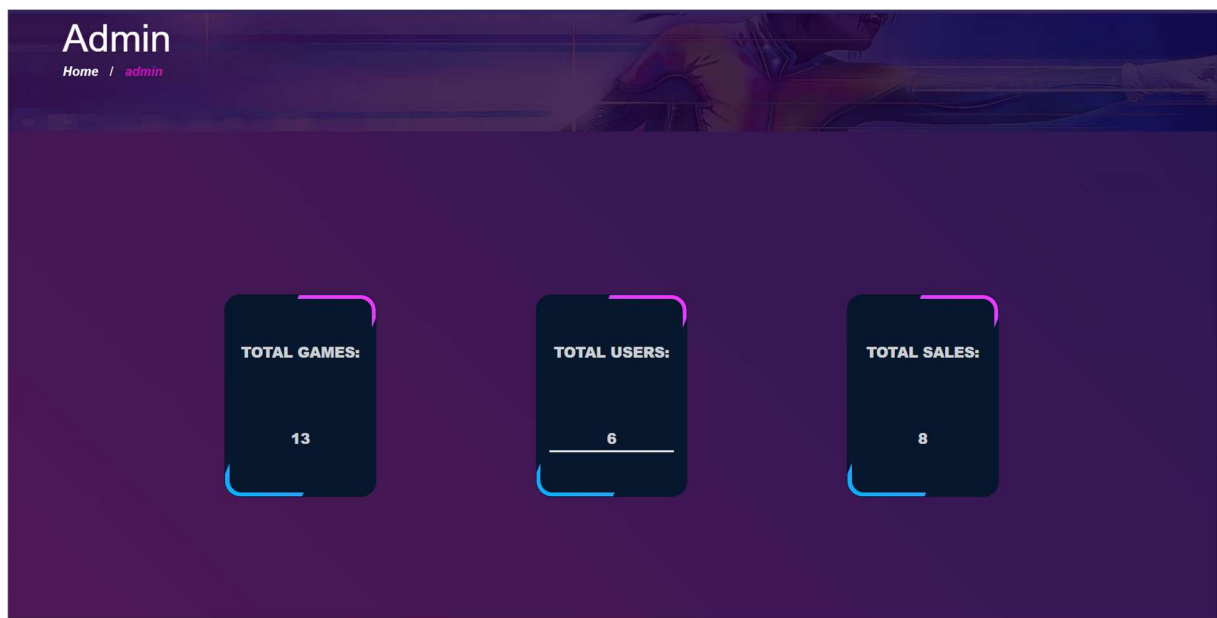 Admin
Home / admin
TOTAL GAMES:
13
TOTAL USERS:
6
TOTAL SALES:
8